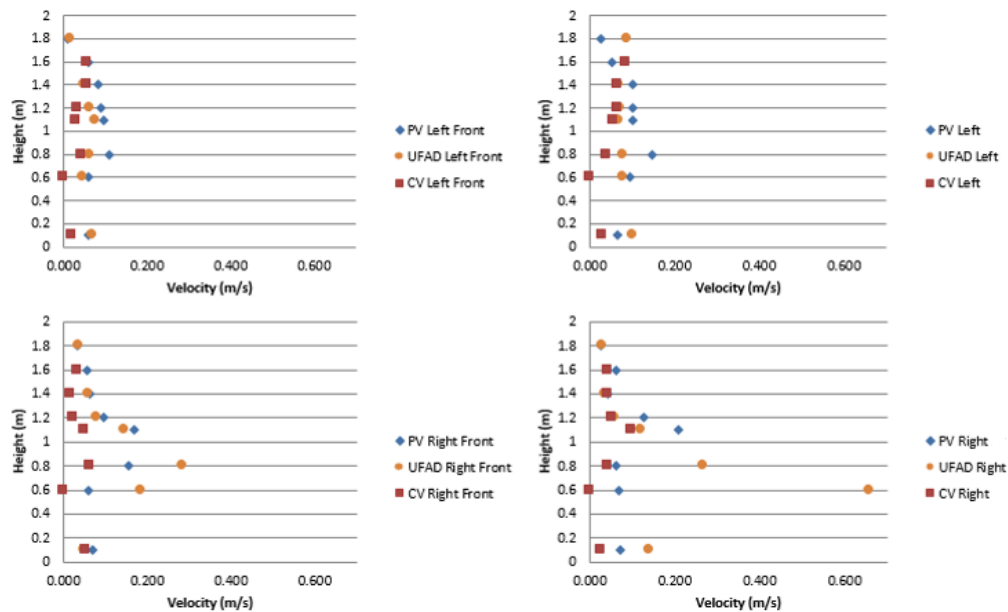 2
1.8
1.6
1.4
1.2
1
0.8
0.6
0.4
0.2
0
Height (m)
0.000 0.200 0.400 0.600
Velocity (m/s)
PV Left Front
UFAD Left Front
CV Left Front
2
1.8
1.6
1.4
1.2
1
0.8
0.6
0.4
0.2
0
Height (m)
0.000 0.200 0.400 0.600
Velocity (m/s)
PV Left
UFAD Left
CV Left
2
1.8
1.6
1.4
1.2
1
0.8
0.6
0.4
0.2
0
Height (m)
0.000 0.200 0.400 0.600
Velocity (m/s)
PV Right Front
UFAD Right Front
CV Right Front
2
1.8
1.6
1.4
1.2
1
0.8
0.6
0.4
0.2
0
Height (m)
0.000 0.200 0.400 0.600
Velocity (m/s)
PV Right
UFAD Right
CV Right